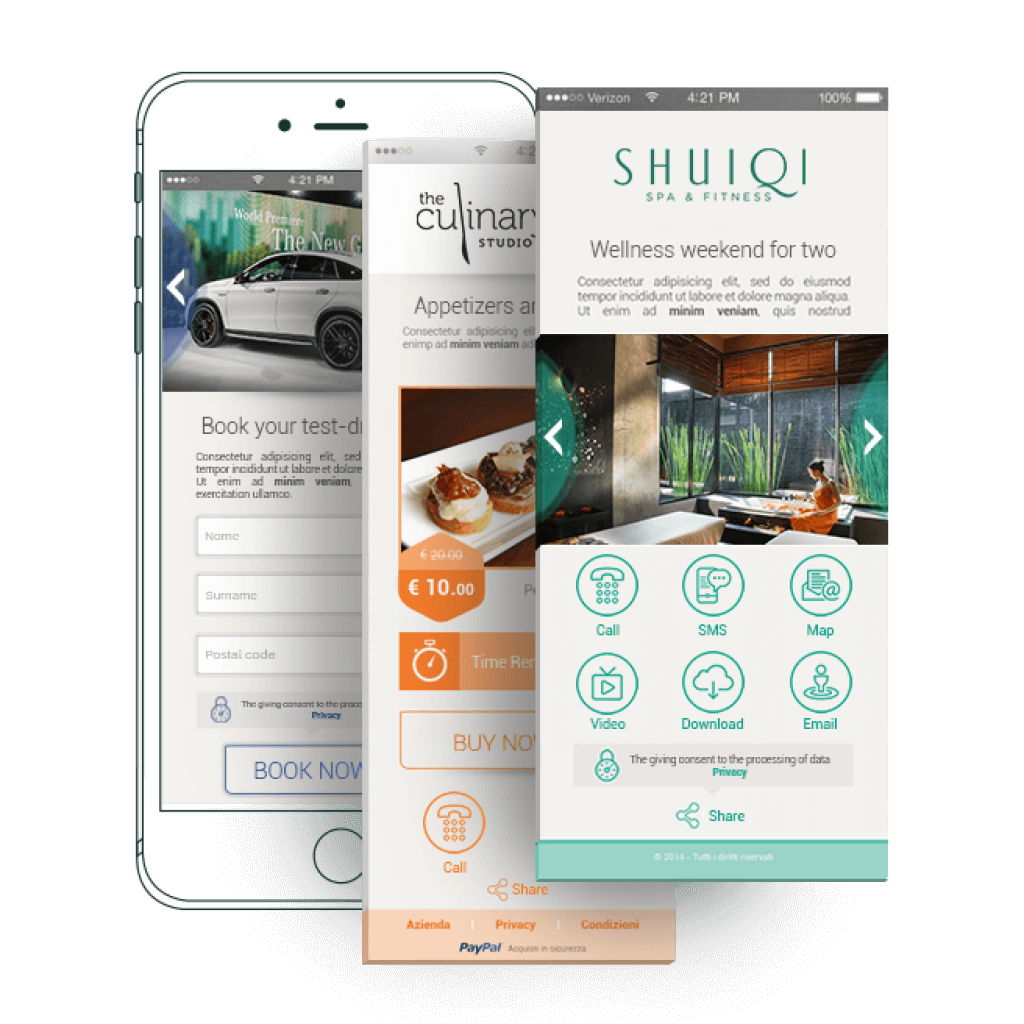 4:21 PM
World Premiere
The New G
Book your test-d
Consectetur adipisicing elit, sed
tempor incididunt ut labore et dolore
Ut enim ad minim veniam,
exercitation ullamco.
Name
Surname
Postal code
The giving consent to the proce
Privacy
BOOK NOW
4:2
the
culinary
STUDIO
Appetizers a
Consectetur adipisicing eli
enimp ad minim veniam ad
€ 20.00
€ 10.00
Pe
Time Re
BUY NO
Call
Share
Azienda | Privacy | Condizioni
PayPal Acquisti in sicurezza
Verizon 4:21 PM 100%
SHUIQI
SPA & FITNESS
Wellness weekend for two
Consectetur adipisicing elit, sed do eiusmod
tempor incididunt ut labore et dolore magna aliqua.
Ut enim ad minim veniam, quis nostrud
Call SMS Map
Video Download Email
The giving consent to the processing of data
Privacy
Share
© 2014 - Tutti i diritti riservati